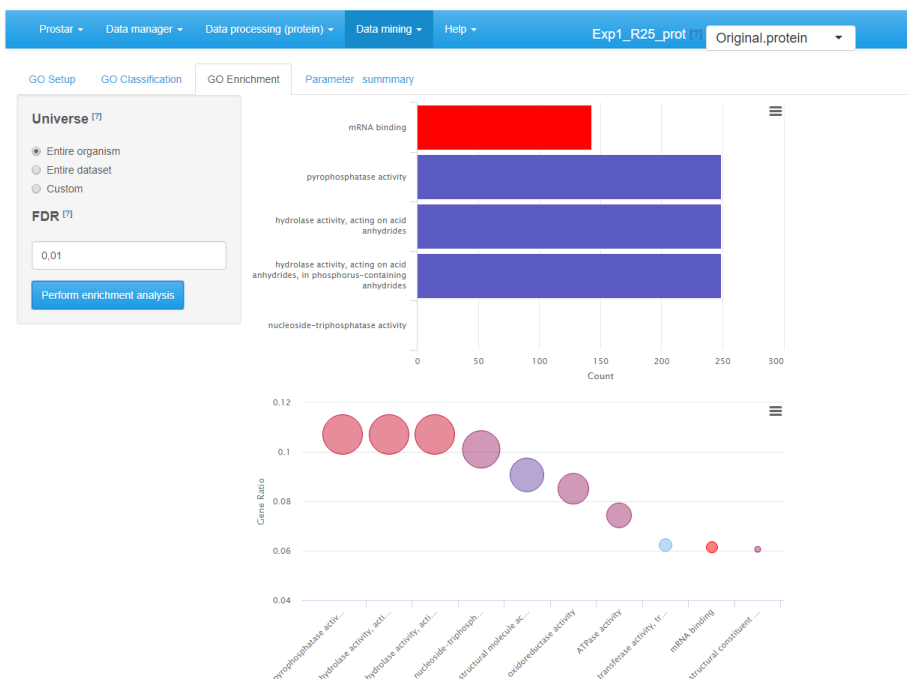 Prostar Data manager Data processing (protein) Data mining Help Exp1_R25_prot [?] Original.protein
GO Setup GO Classification GO Enrichment Parameter summmary
Universe [?]
Entire organism
Entire dataset
Custom
FDR [?]
0,01
Perform enrichment analysis
mRNA binding
pyrophosphatase activity
hydrolase activity, acting on acid
anhydrides
hydrolase activity, acting on acid
anhydrides, in phosphorus-containing
anhydrides
nucleoside-triphosphatase activity
0 50 100 150 200 250 300
Count
0.12
0.1
0.08
0.06
0.04
Gene Ratio
pyrophosphatase activ...
hydrolase activity, acti...
hydrolase activity, acti...
nucleoside-triphosph...
structural molecule ac...
oxidoreductase activity
ATPase activity
transferase activity, tr...
mRNA binding
structural constituent ...